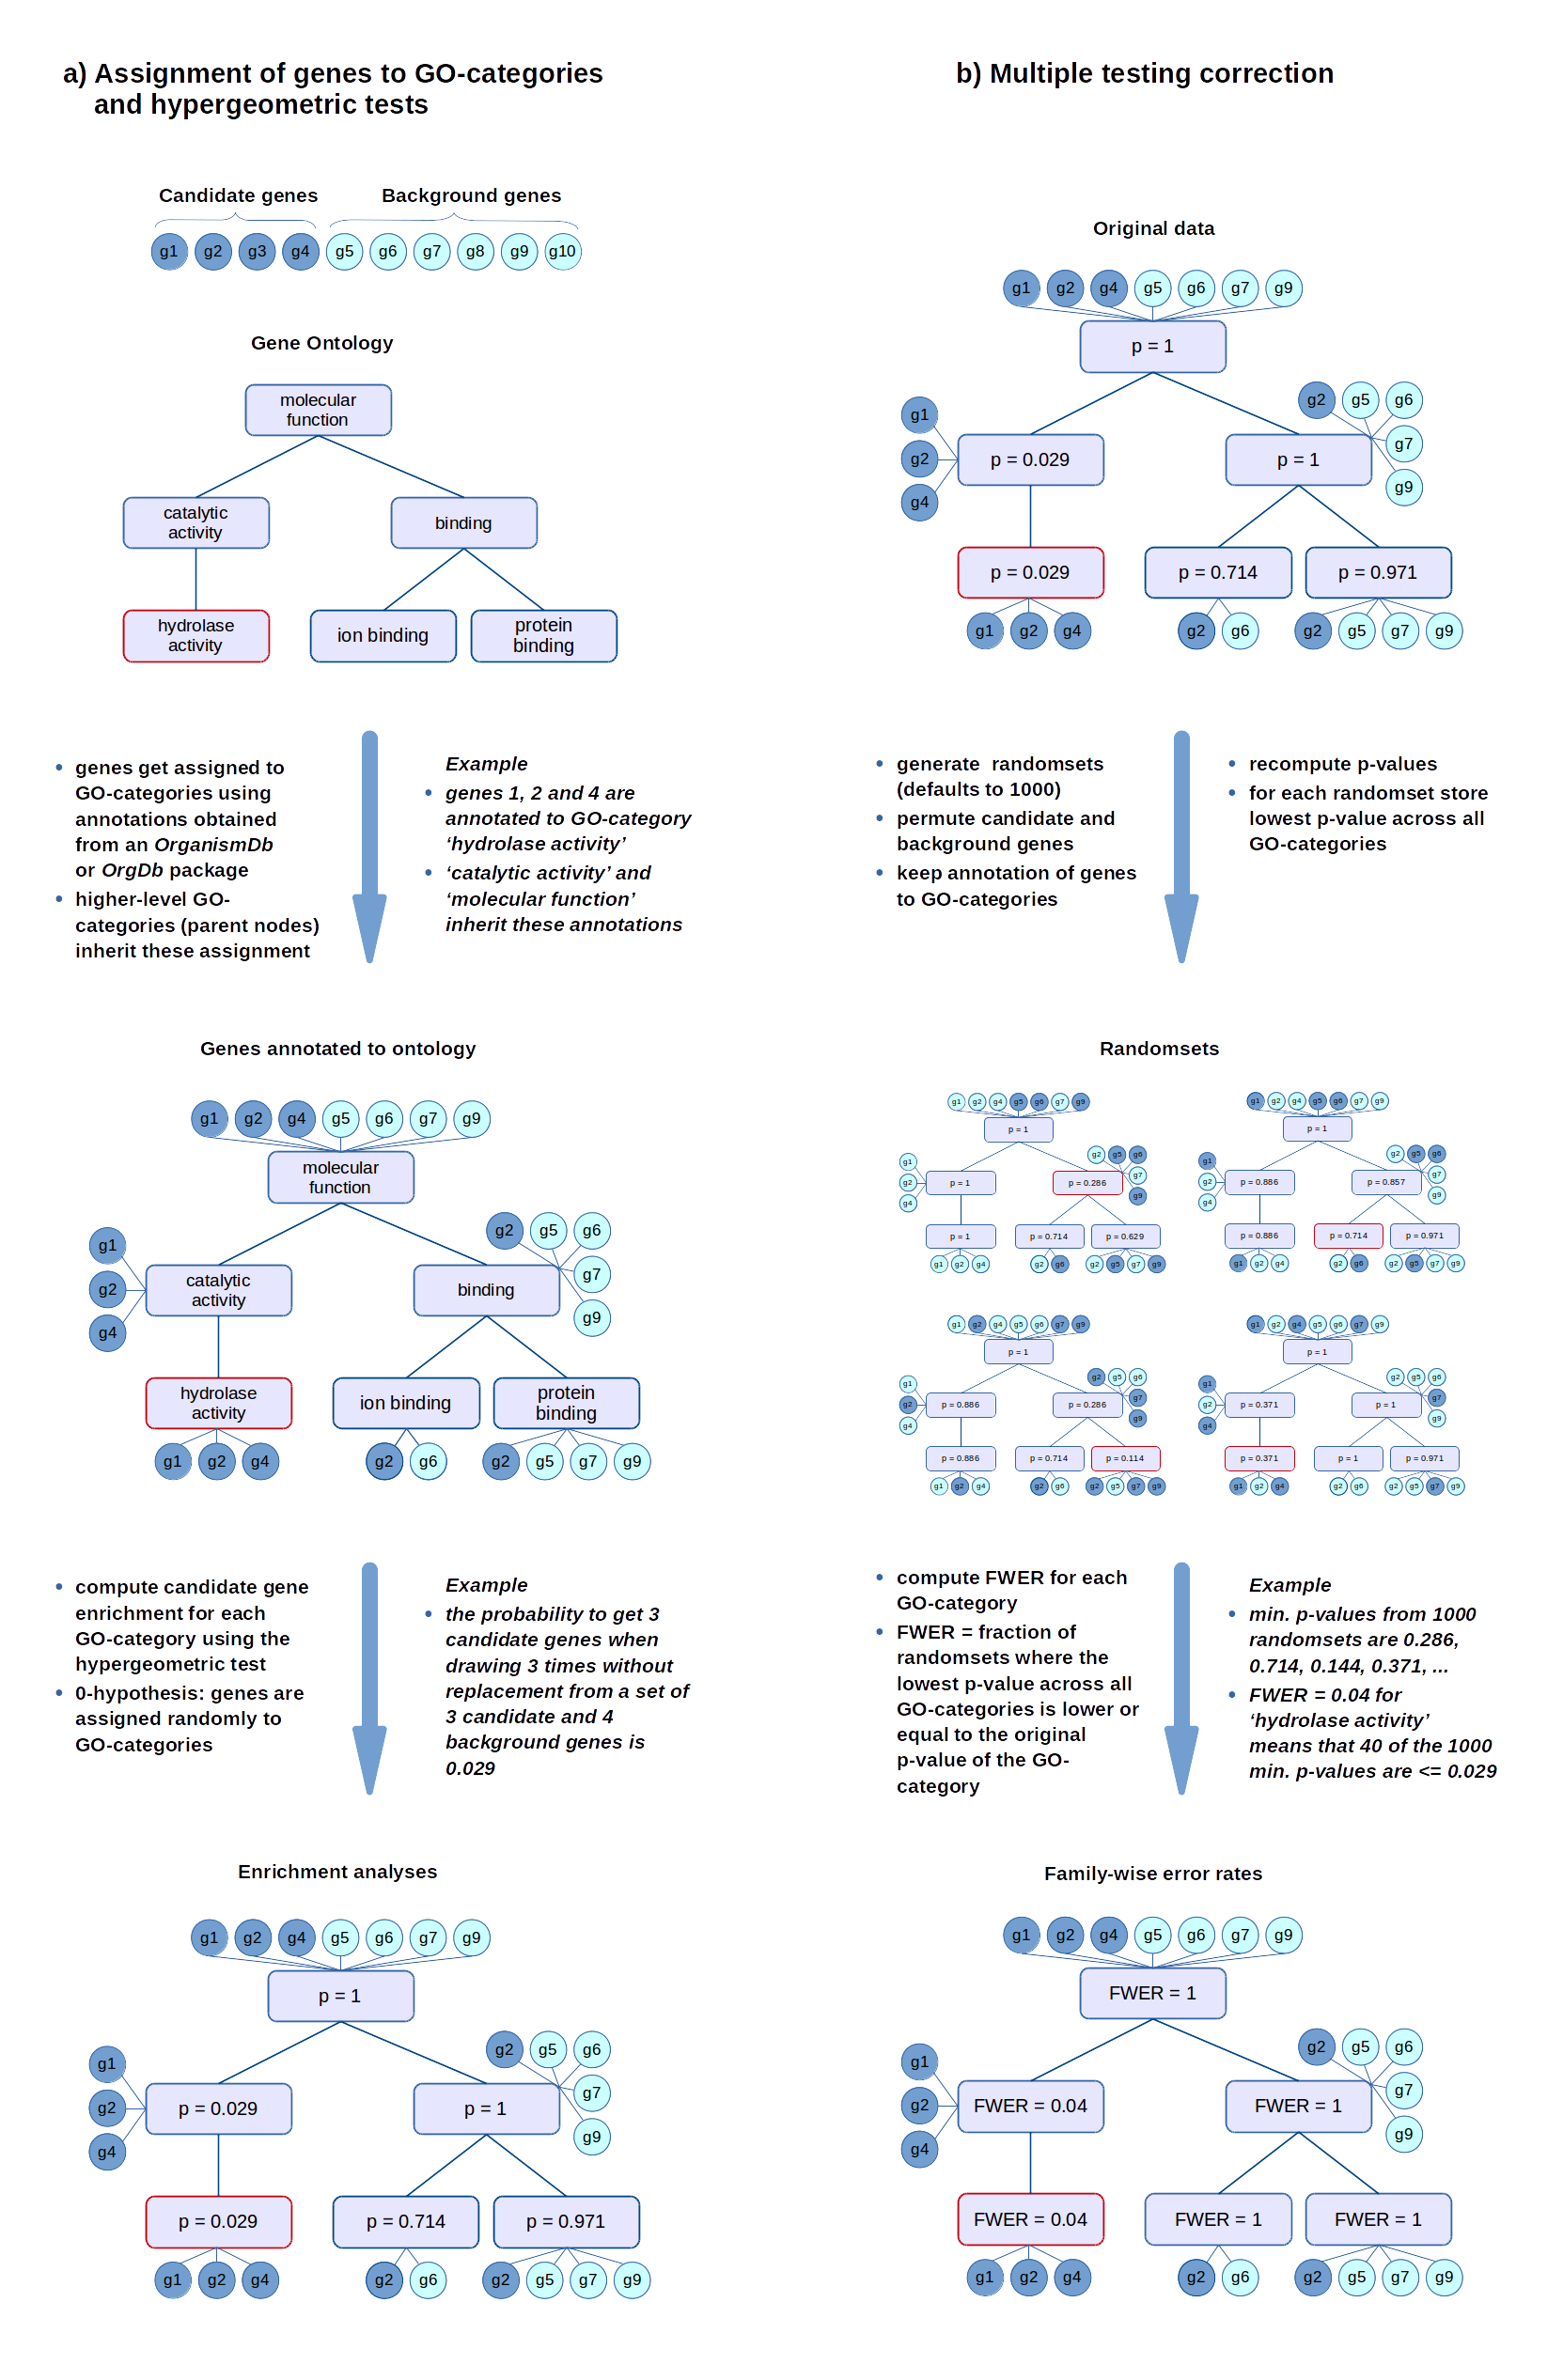 a) Assignment of genes to GO-categories
and hypergeometric tests
Candidate genes
Background genes
g1 g2 g3 g4 g5 g6 g7 g8 g9 g10
Gene Ontology
molecular
function
catalytic
activity
binding
hydrolase
activity
ion binding
protein
binding
• genes get assigned to
GO-categories using
annotations obtained
from an OrganismDb
or OrgDb package
• higher-level GO-
categories (parent nodes)
inherit these assignment
Example
• genes 1, 2 and 4 are
annotated to GO-category
‘hydrolase activity’
• ‘catalytic activity’ and
‘molecular function’
inherit these annotations
Genes annotated to ontology
g1 g2 g4 g5 g6 g7 g9
molecular
function
g1
g2
g4
catalytic
activity
binding
g2 g5 g6
g7
g9
hydrolase
activity
ion binding
protein
binding
g1 g2 g4
g2 g6
g2 g5 g7 g9
• compute candidate gene
enrichment for each
GO-category using the
hypergeometric test
• 0-hypothesis: genes are
assigned randomly to
GO-categories
Example
• the probability to get 3
candidate genes when
drawing 3 times without
replacement from a set of
3 candidate and 4
background genes is
0.029
Enrichment analyses
g1 g2 g4 g5 g6 g7 g9
p = 1
g1
g2
g4
p = 0.029
p = 1
g2 g5 g6
g7
g9
p = 0.029
p = 0.714
p = 0.971
g1 g2 g4
g2 g6
g2 g5 g7 g9
b) Multiple testing correction
Original data
g1 g2 g4 g5 g6 g7 g9
p = 1
g1
g2
g4
p = 0.029
p = 1
g2 g5 g6
g7
g9
p = 0.029
p = 0.714
p = 0.971
g1 g2 g4
g2 g6
g2 g5 g7 g9
• generate randomsets
(defaults to 1000)
• permute candidate and
background genes
• keep annotation of genes
to GO-categories
• recompute p-values
• for each randomset store
lowest p-value across all
GO-categories
Randomsets
g1 g2 g4 g5 g6 g7 g9
p = 1
g1
g2
g4
p = 1
p = 0.286
g2 g5 g6
g7
g9
p = 1
p = 0.714
p = 0.629
g1 g2 g4
g2 g6
g2 g5 g7 g9
g1 g2 g4 g5 g6 g7 g9
p = 1
g1
g2
g4
p = 0.886
p = 0.857
g2 g5 g6
g7
g9
p = 0.886
p = 0.714
p = 0.971
g1 g2 g4
g2 g6
g2 g5 g7 g9
g1 g2 g4 g5 g6 g7 g9
p = 1
g1
g2
g4
p = 0.886
p = 0.286
g2 g5 g6
g7
g9
p = 0.886
p = 0.714
p = 0.114
g1 g2 g4
g2 g6
g2 g5 g7 g9
g1 g2 g4 g5 g6 g7 g9
p = 1
g1
g2
g4
p = 0.371
p = 1
g2 g5 g6
g7
g9
p = 0.371
p = 1
p = 0.971
g1 g2 g4
g2 g6
g2 g5 g7 g9
• compute FWER for each
GO-category
• FWER = fraction of
randomsets where the
lowest p-value across all
GO-categories is lower or
equal to the original
p-value of the GO-
category
Example
• min. p-values from 1000
randomsets are 0.286,
0.714, 0.144, 0.371, ...
• FWER = 0.04 for
‘hydrolase activity’
means that 40 of the 1000
min. p-values are <= 0.029
Family-wise error rates
g1 g2 g4 g5 g6 g7 g9
FWER = 1
g1
g2
g4
FWER = 0.04
FWER = 1
g2 g5 g6
g7
g9
FWER = 0.04
FWER = 1
FWER = 1
g1 g2 g4
g2 g6
g2 g5 g7 g9